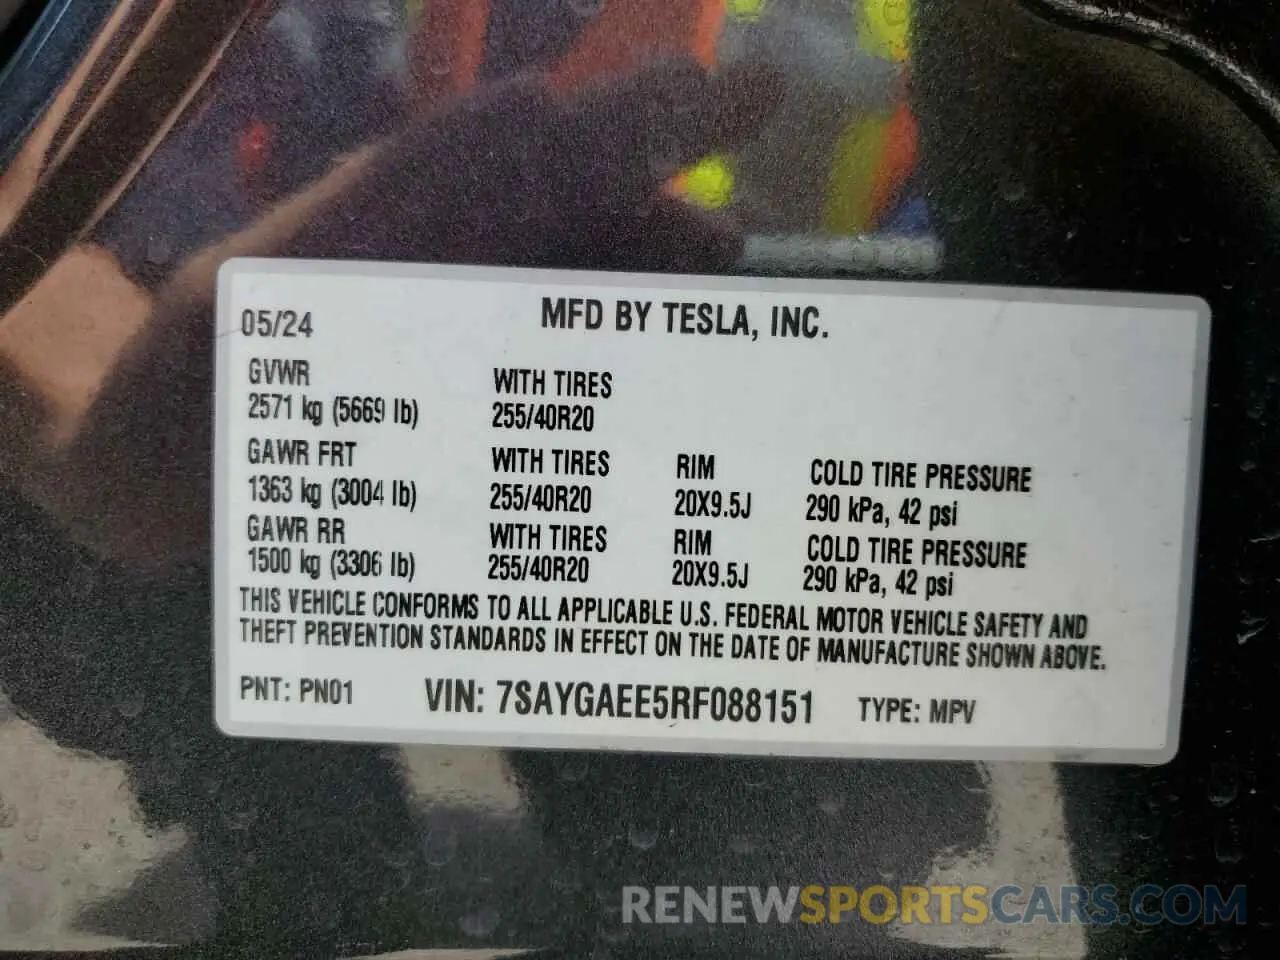 05/24 MFD BY TESLA, INC.
GVWR WITH TIRES
2571 kg (5669 lb) 255/40R20
GAWR FRT WITH TIRES RIM COLD TIRE PRESSURE
1363 kg (3004 lb) 255/40R20 20X9.5J 290 kPa, 42 psi
GAWR RR WITH TIRES RIM COLD TIRE PRESSURE
1500 kg (3306 lb) 255/40R20 20X9.5J 290 kPa, 42 psi
THIS VEHICLE CONFORMS TO ALL APPLICABLE U.S. FEDERAL MOTOR VEHICLE SAFETY AND
THEFT PREVENTION STANDARDS IN EFFECT ON THE DATE OF MANUFACTURE SHOWN ABOVE.
PNT: PN01 VIN: 7SAYGAEE5RF088151 TYPE: MPV
RENEWSPORTSCARS.COM